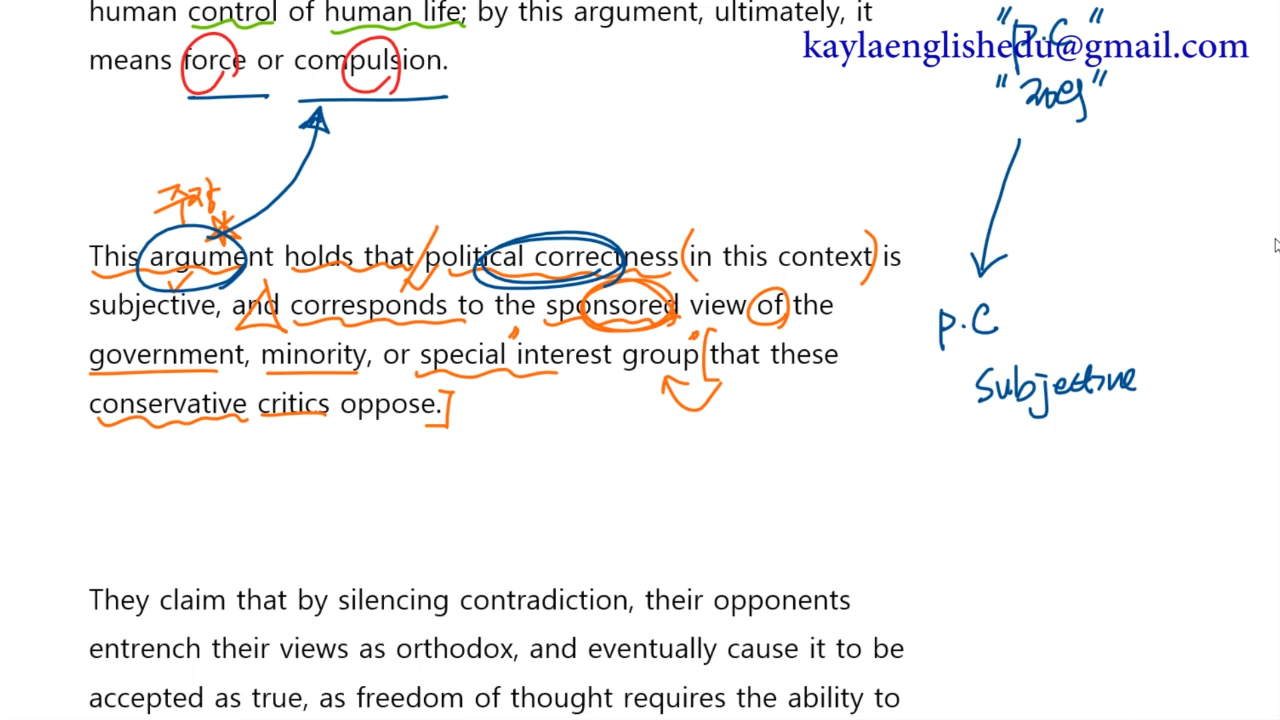 human control of human life; by this argument, ultimately, it
means force or compulsion.
"P.C"
kaylaenglishedu@gmail.com
주장
This argument holds that political correctness (in this context) is
subjective, and corresponds to the sponsored view of the
government, minority, or special interest group that these
conservative critics oppose.]
P.C
Subjective
They claim that by silencing contradiction, their opponents
entrench their views as orthodox, and eventually cause it to be
accepted as true, as freedom of thought requires the ability to